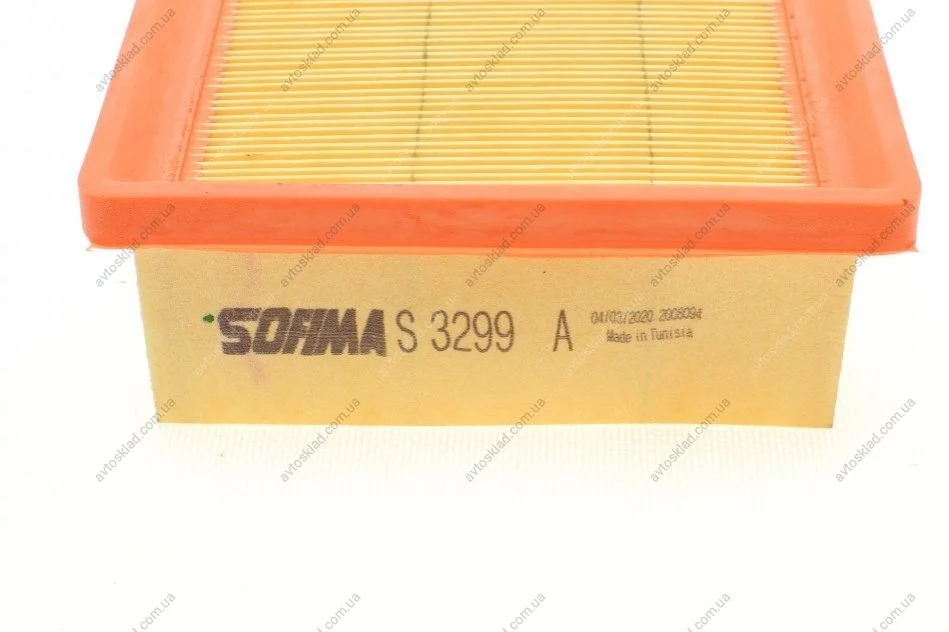 SOFIMA S 3299 A
04/03/2020 2006094
Made in Tunisia
avtosklad.com.ua